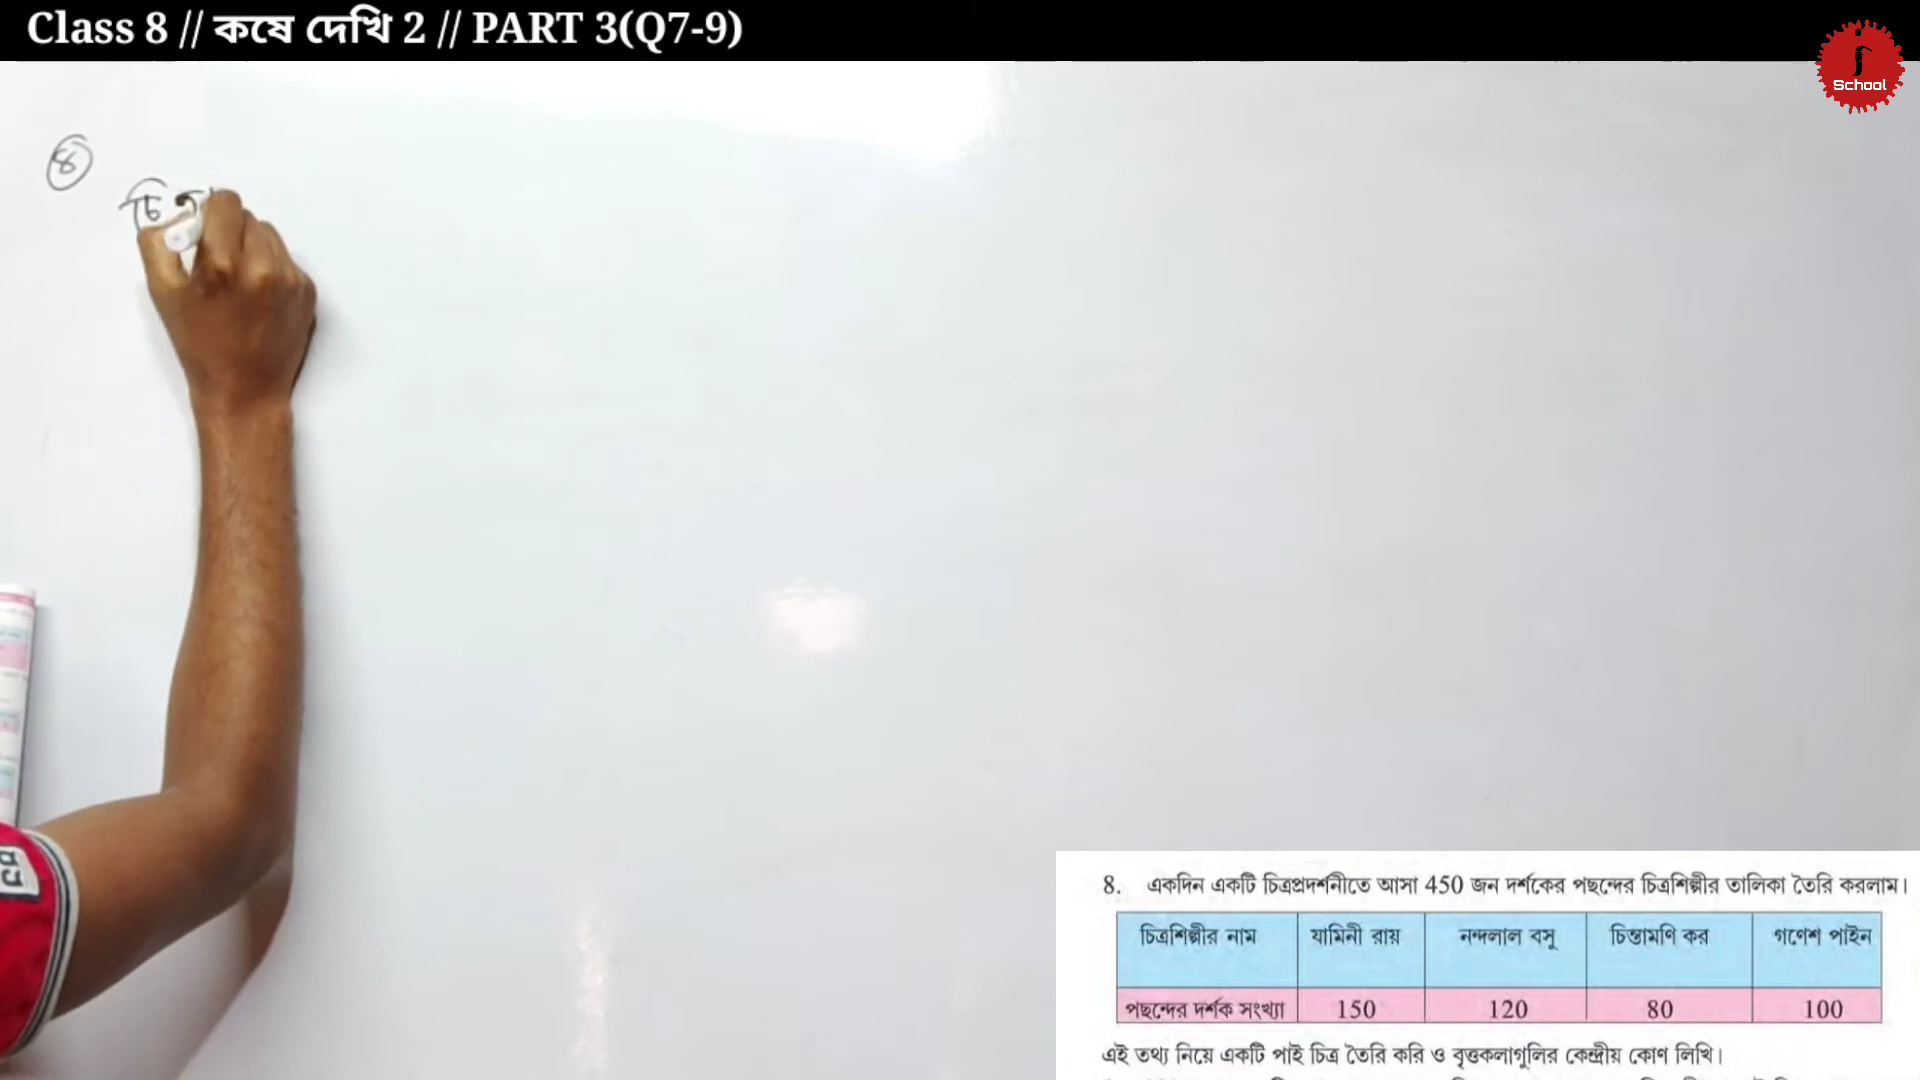 Class 8 // কষে দেখি 2 // PART 3(Q7-9)
School
8
8. একদিন একটি চিত্রপ্রদর্শনীতে আসা 450 জন দর্শকের পছন্দের চিত্রশিল্পীর তালিকা তৈরি করলাম।
চিত্রশিল্পীর নাম যামিনী রায় নন্দলাল বসু চিন্তামণি কর গণেশ পাইন
পছন্দের দর্শক সংখ্যা 150 120 80 100
এই তথ্য নিয়ে একটি পাই চিত্র তৈরি করি ও বৃত্তকলাগুলির কেন্দ্রীয় কোণ লিখি।